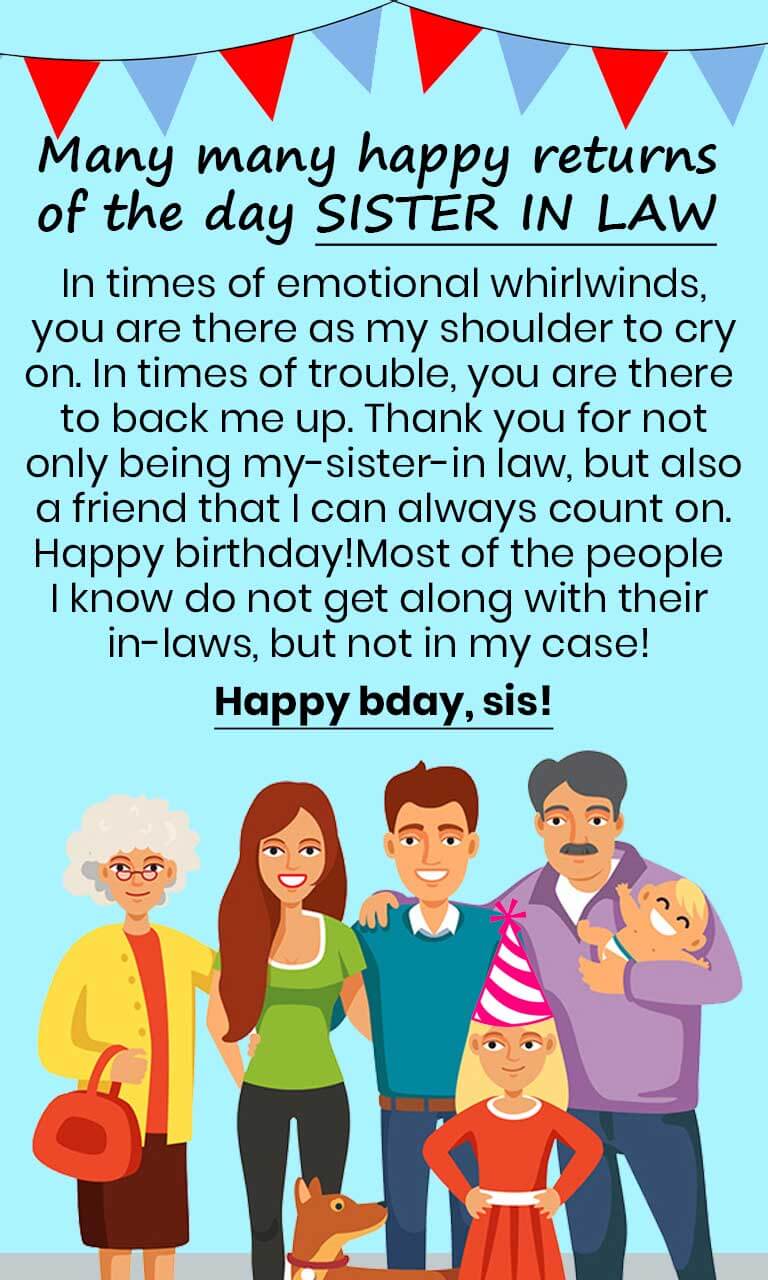 Many many happy returns
of the day SISTER IN LAW
In times of emotional whirlwinds,
you are there as my shoulder to cry
on. In times of trouble, you are there
to back me up. Thank you for not
only being my-sister-in law, but also
a friend that I can always count on.
Happy birthday!Most of the people
I know do not get along with their
in-laws, but not in my case!
Happy bday, sis!